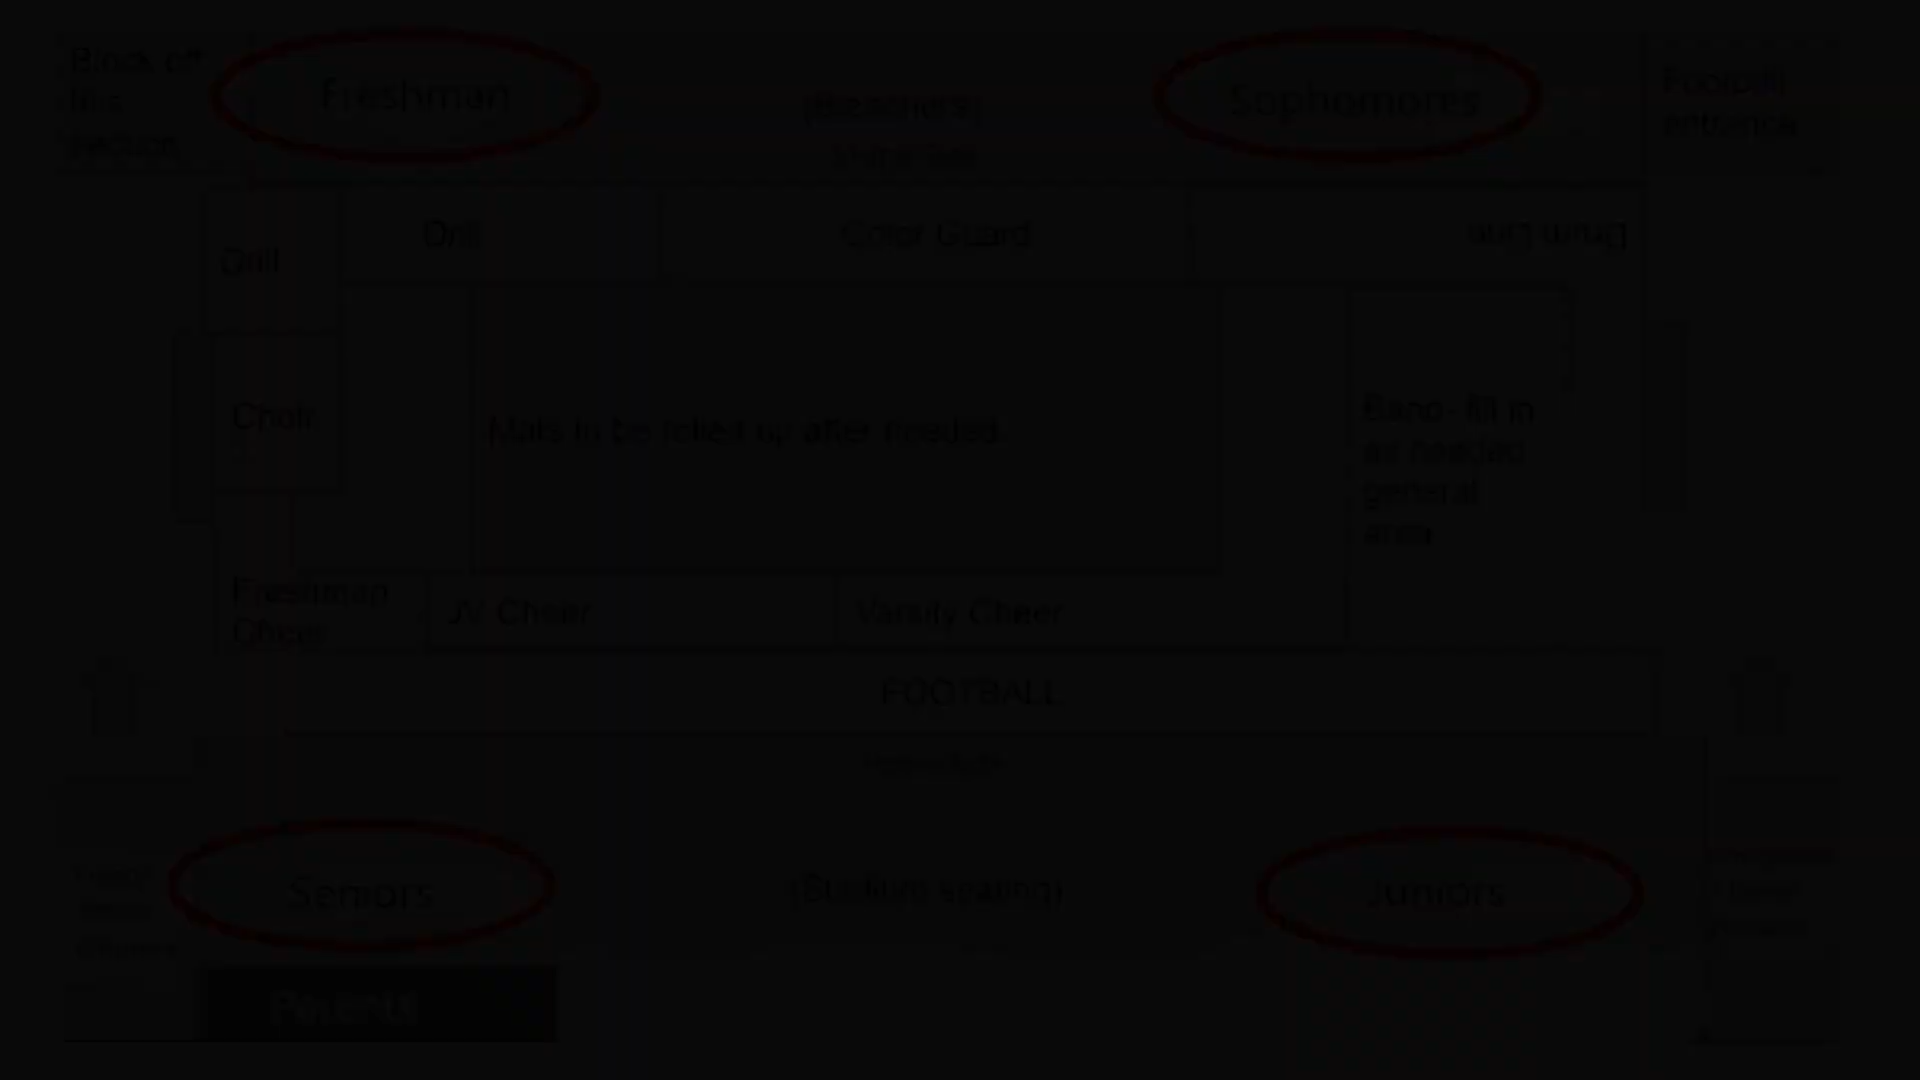 Block off
this
section
Freshman
(Bleachers)
Sophomores
Football
entrance
Drill
Drill
Color Guard
Drum Line
Choir
Mats to be rolled up after needed
Band- fill in
as needed
general
area
Freshman
Cheer
JV Cheer
Varsity Cheer
FOOTBALL
Seniors
(Stadium seating)
Juniors
Parents